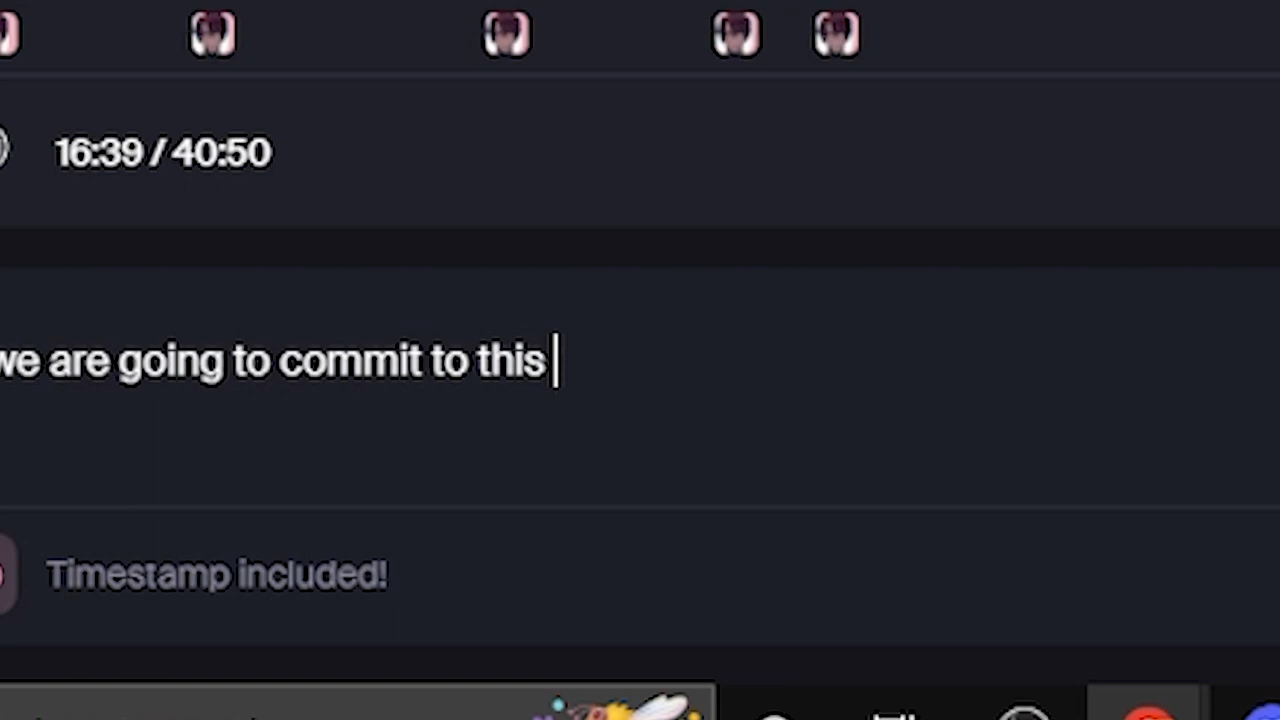 16:39 / 40:50
we are going to commit to this
Timestamp included!